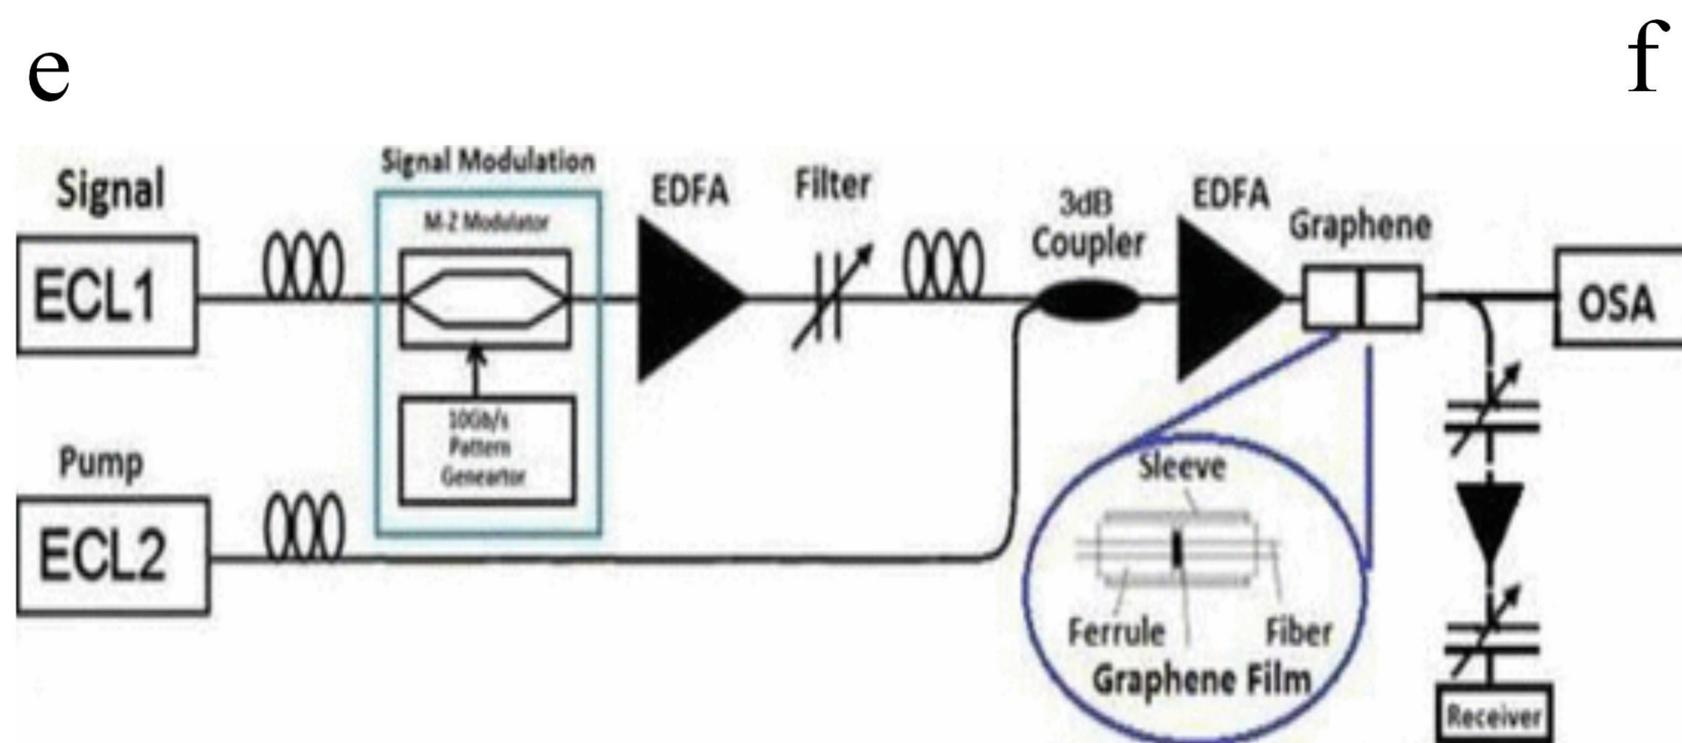 e
f
Signal Modulation
Signal
EDFA
Filter
3dB
Coupler
EDFA
Graphene
M-Z Modulator
ECL1
OSA
10Gb/s
Pattern
Geneartor
Pump
ECL2
Sleeve
Ferrule
Fiber
Graphene Film
Receiver